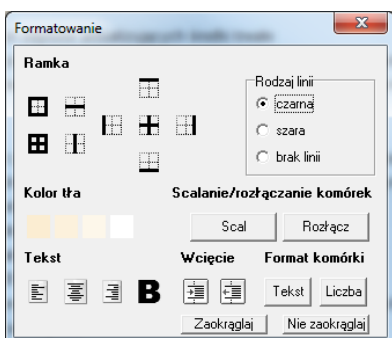 Formatowanie
Ramka
Rodzaj linii
czarna
szara
brak linii
Kolor tła
Scalanie/rozłączanie komórek
Scal
Rozłącz
Tekst
Wcięcie
Format komórki
B
Tekst
Liczba
Zaokrąglaj
Nie zaokrąglaj